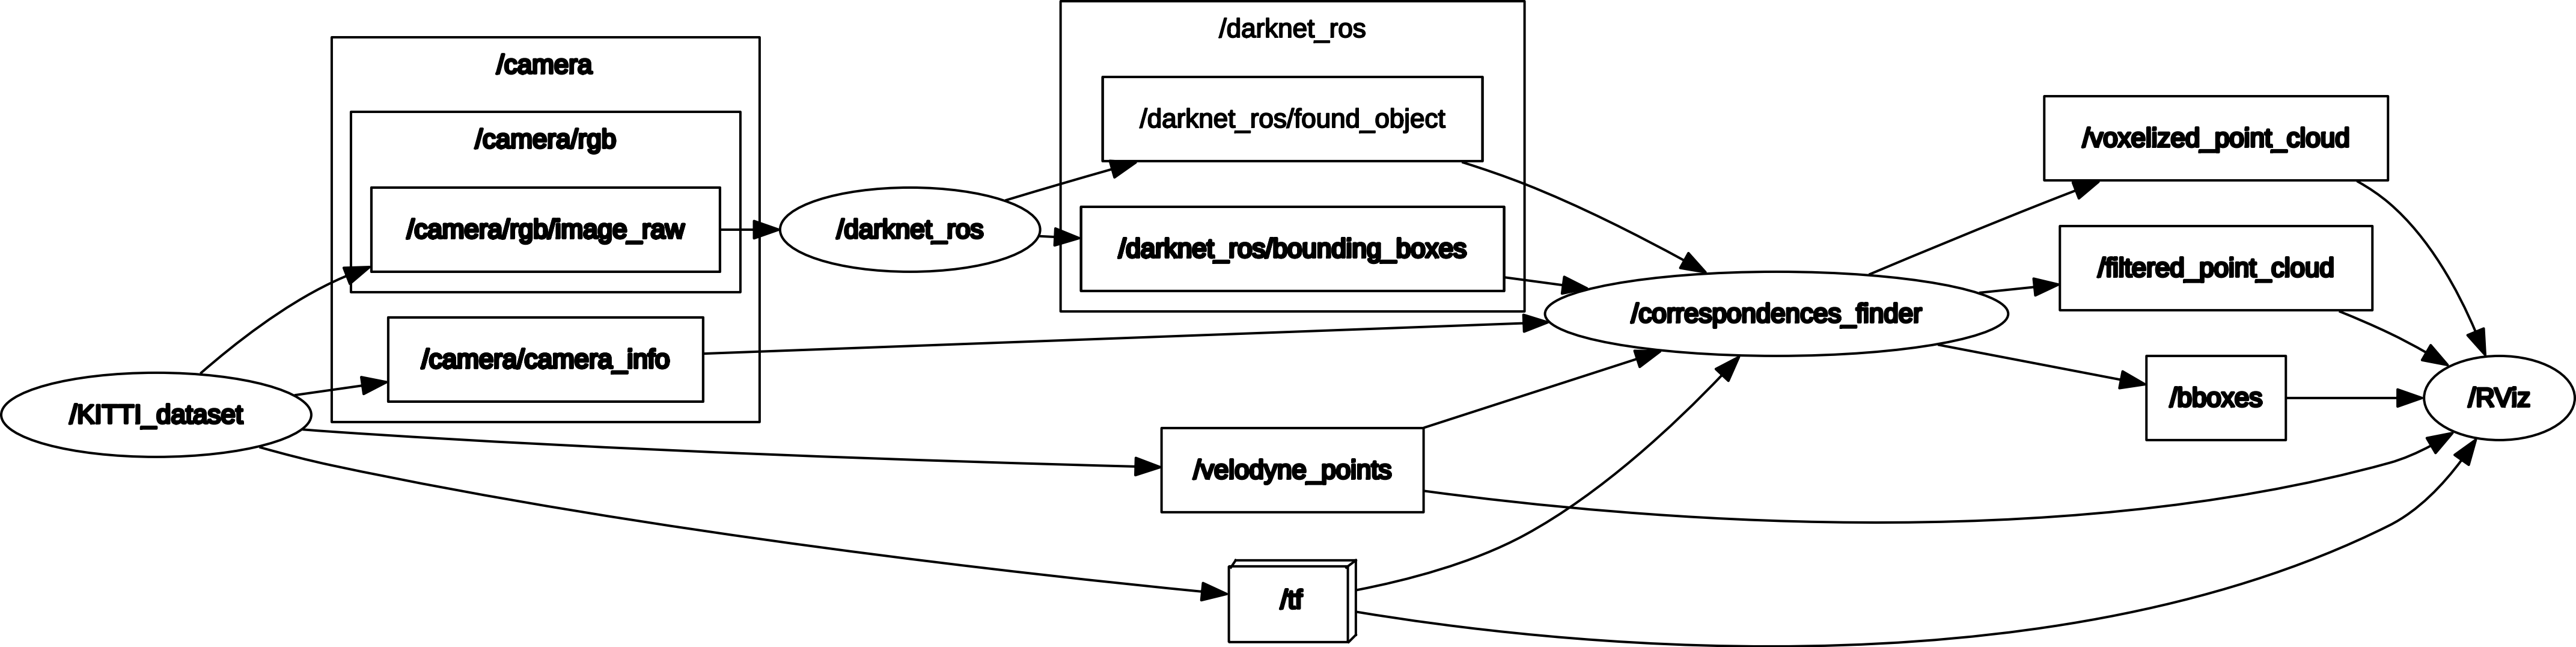 /KITTI_dataset
/camera
/camera/rgb
/camera/rgb/image_raw
/camera/camera_info
/darknet_ros
/darknet_ros
/darknet_ros/found_object
/darknet_ros/bounding_boxes
/velodyne_points
/tf
/correspondences_finder
/voxelized_point_cloud
/filtered_point_cloud
/bboxes
/RViz